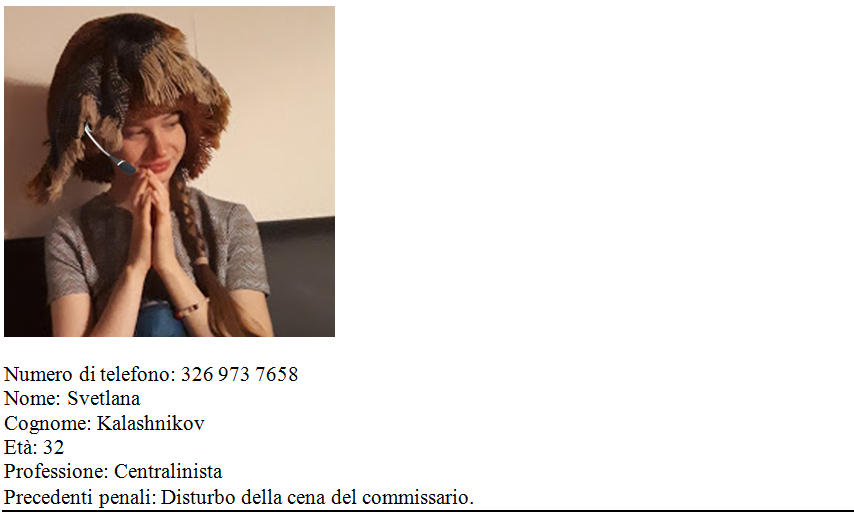 Numero di telefono: 326 973 7658
Nome: Svetlana
Cognome: Kalashnikov
Età: 32
Professione: Centralinista
Precedenti penali: Disturbo della cena del commissario.